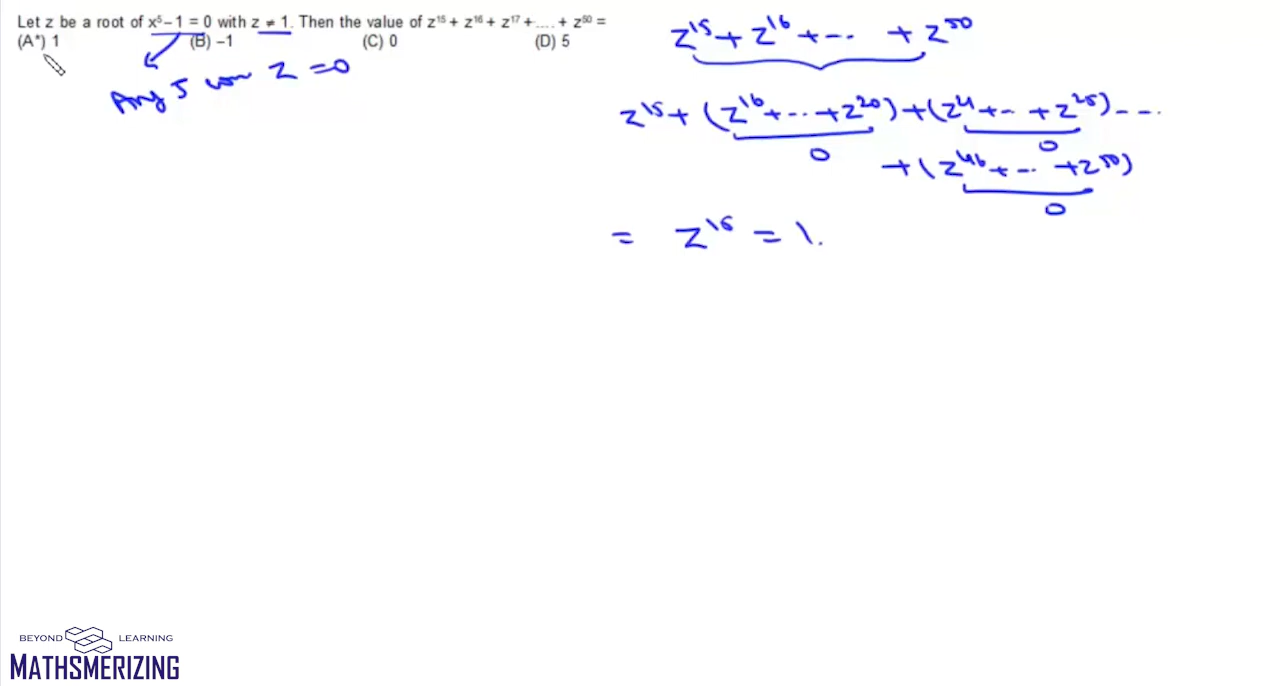 Let z be a root of x⁵ – 1 = 0 with z ≠ 1. Then the value of z¹⁵ + z¹⁶ + z¹⁷ + .... + z⁵⁰ =
(A*) 1 (B) –1 (C) 0 (D) 5
Any 5 con z = 0
z¹⁵ + z¹⁶ + ... + z⁵⁰
z¹⁵ + (z¹⁶ + ... + z²⁰) + (z²¹ + ... + z²⁵) ....
0 0
+ (z⁴⁶ + ... + z⁵⁰)
0
= z¹⁵ = 1.
BEYOND LEARNING
MATHSMERIZING